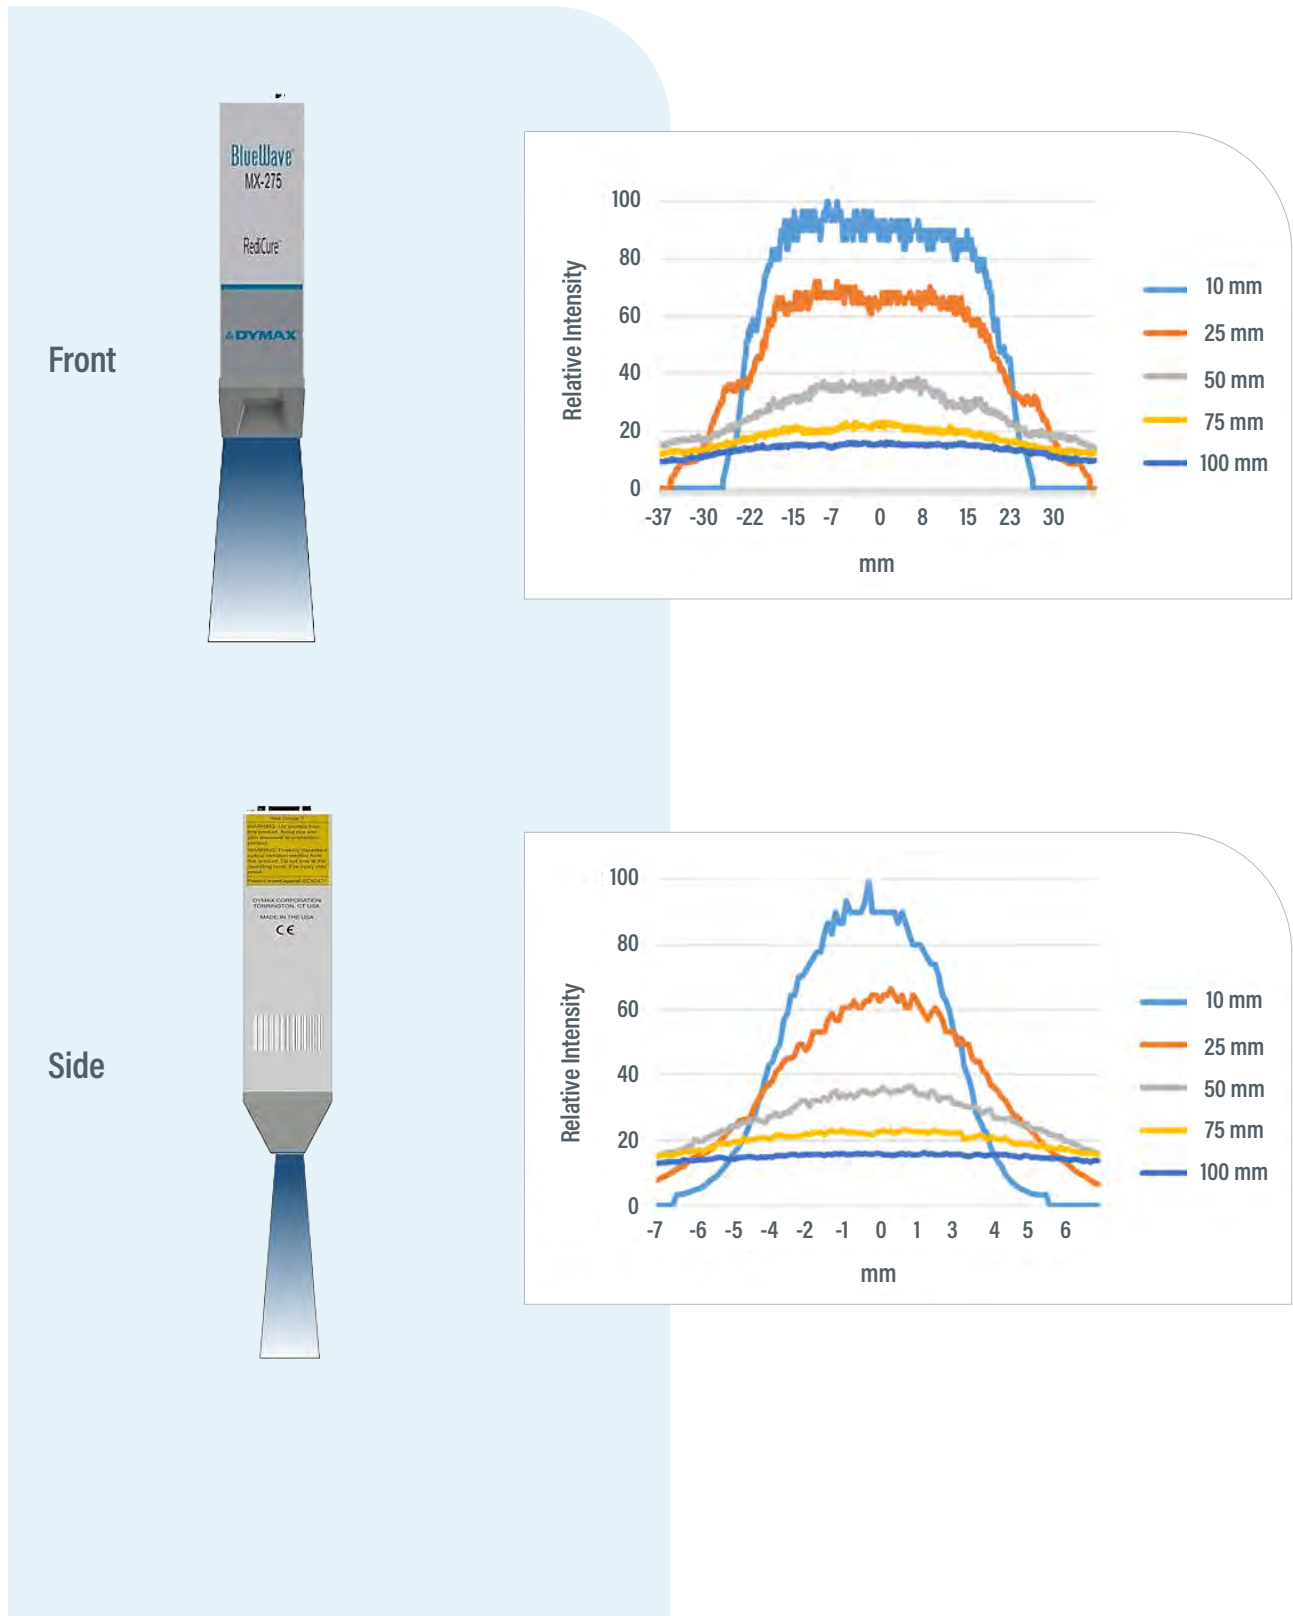 BlueWave
MX-275
RediCure™
DYMAX
Front
100
80
60
40
20
0
Relative Intensity
-37 -30 -22 -15 -7 0 8 15 23 30
mm
10 mm
25 mm
50 mm
75 mm
100 mm
DYMAX CORPORATION
TORRINGTON, CT USA
MADE IN THE USA
CE
Side
100
80
60
40
20
0
Relative Intensity
-7 -6 -5 -4 -2 -1 0 1 3 4 5 6
mm
10 mm
25 mm
50 mm
75 mm
100 mm